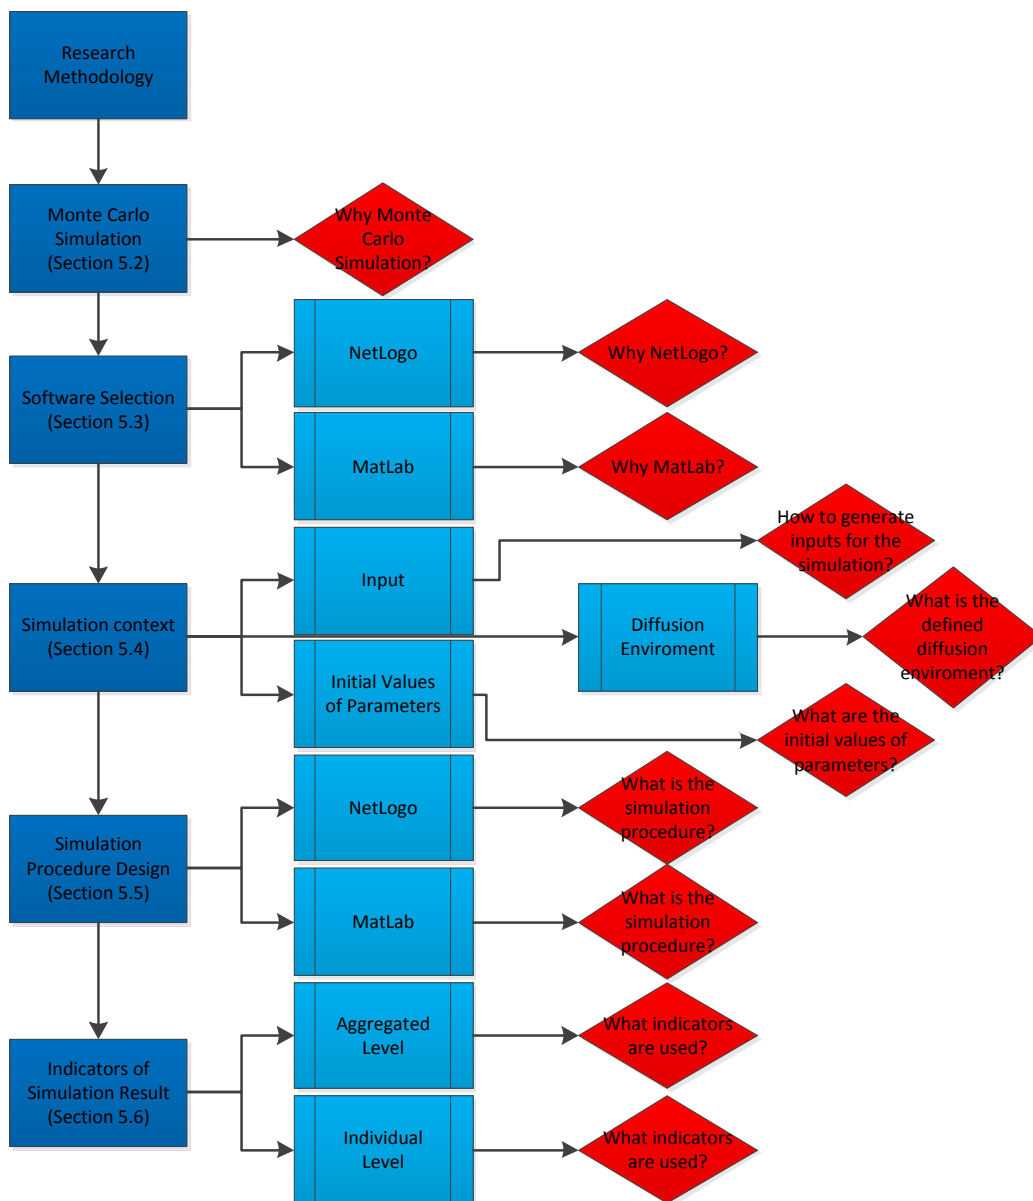 Research
Methodology
Monte Carlo
Simulation
(Section 5.2)
Why Monte
Carlo
Simulation?
NetLogo
Why NetLogo?
Software Selection
(Section 5.3)
MatLab
Why MatLab?
How to generate
inputs for the
simulation?
Input
Simulation context
(Section 5.4)
Diffusion
Enviroment
What is the
defined
diffusion
enviroment?
Initial Values
of Parameters
What are the
initial values of
parameters?
NetLogo
What is the
simulation
procedure?
Simulation
Procedure Design
(Section 5.5)
MatLab
What is the
simulation
procedure?
Aggregated
Level
What indicators
are used?
Indicators of
Simulation Result
(Section 5.6)
Individual
Level
What indicators
are used?